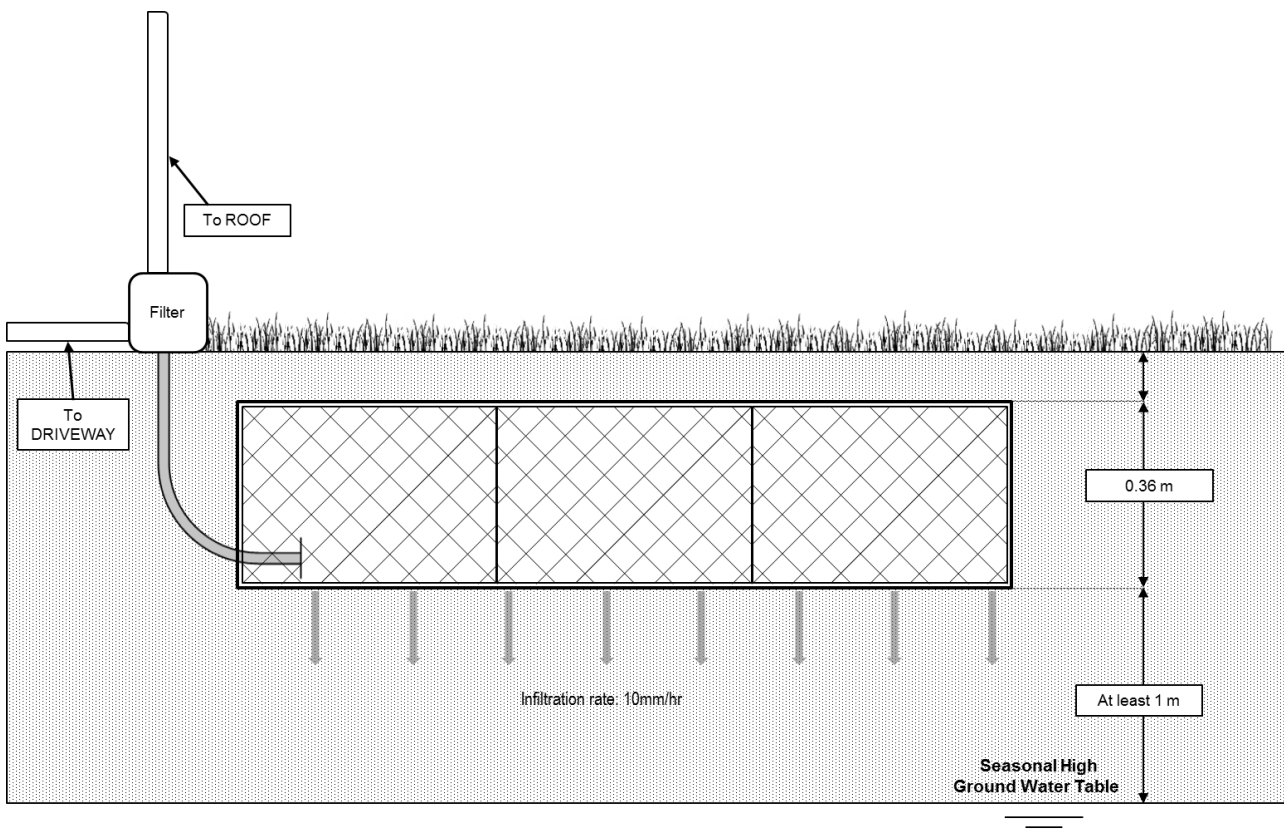 To ROOF
Filter
To
DRIVEWAY
0.36 m
Infiltration rate: 10mm/hr
At least 1 m
Seasonal High
Ground Water Table